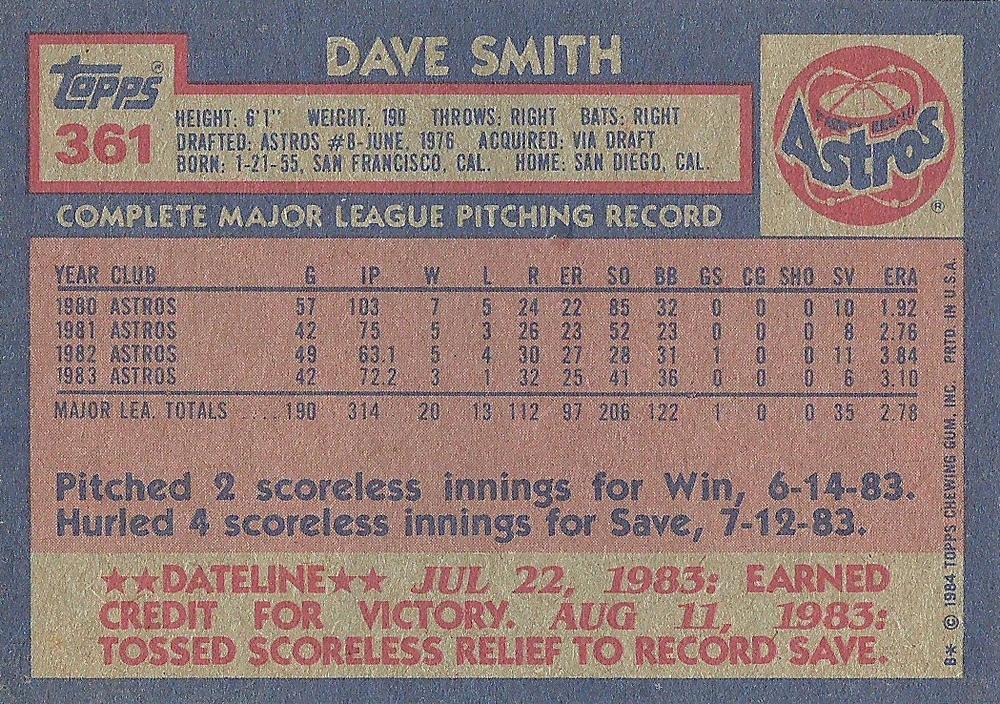 DAVE SMITH
Topps®
361
HEIGHT: 6'1" WEIGHT: 190 THROWS: RIGHT BATS: RIGHT
DRAFTED: ASTROS #8-JUNE, 1976 ACQUIRED: VIA DRAFT
BORN: 1-21-55, SAN FRANCISCO, CAL. HOME: SAN DIEGO, CAL.
Astros
®
COMPLETE MAJOR LEAGUE PITCHING RECORD
YEAR CLUB G IP W L R ER SO BB GS CG SHO SV ERA
1980 ASTROS 57 103 7 5 24 22 85 32 0 0 0 10 1.92
1981 ASTROS 42 75 5 3 26 23 52 23 0 0 0 8 2.76
1982 ASTROS 49 63.1 5 4 30 27 28 31 1 0 0 11 3.84
1983 ASTROS 42 72.2 3 1 32 25 41 36 0 0 0 6 3.10
MAJOR LEA. TOTALS ..... 190 314 20 13 112 97 206 122 1 0 0 35 2.78
Pitched 2 scoreless innings for Win, 6-14-83.
Hurled 4 scoreless innings for Save, 7-12-83.
★★DATELINE★★ JUL 22, 1983: EARNED
CREDIT FOR VICTORY. AUG 11, 1983:
TOSSED SCORELESS RELIEF TO RECORD SAVE.
B* © 1984 TOPPS CHEWING GUM, INC. PRTD IN U.S.A.